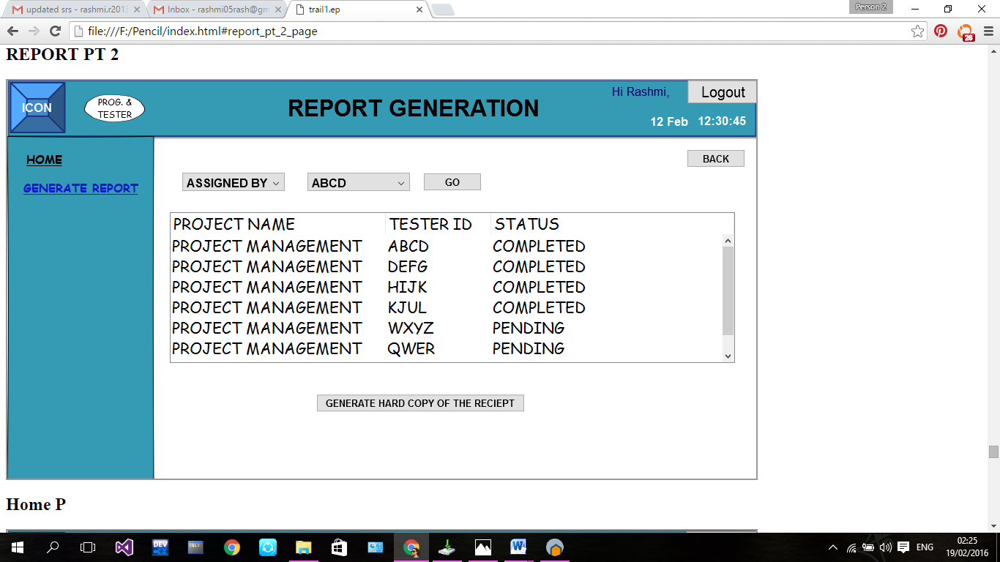 updated srs - rashmi.r2013 Inbox - rashmi05rash@gm trail1.ep Person 2
file:///F:/Pencil/index.html#report_pt_2_page 26
REPORT PT 2
ICON PROG. & TESTER REPORT GENERATION Hi Rashmi, Logout
12 Feb 12:30:45
HOME BACK
ASSIGNED BY ABCD GO
GENERATE REPORT
PROJECT NAME TESTER ID STATUS
PROJECT MANAGEMENT ABCD COMPLETED
PROJECT MANAGEMENT DEFG COMPLETED
PROJECT MANAGEMENT HIJK COMPLETED
PROJECT MANAGEMENT KJUL COMPLETED
PROJECT MANAGEMENT WXYZ PENDING
PROJECT MANAGEMENT QWER PENDING
GENERATE HARD COPY OF THE RECIEPT
Home P
DEV SQL ENG 02:25
19/02/2016